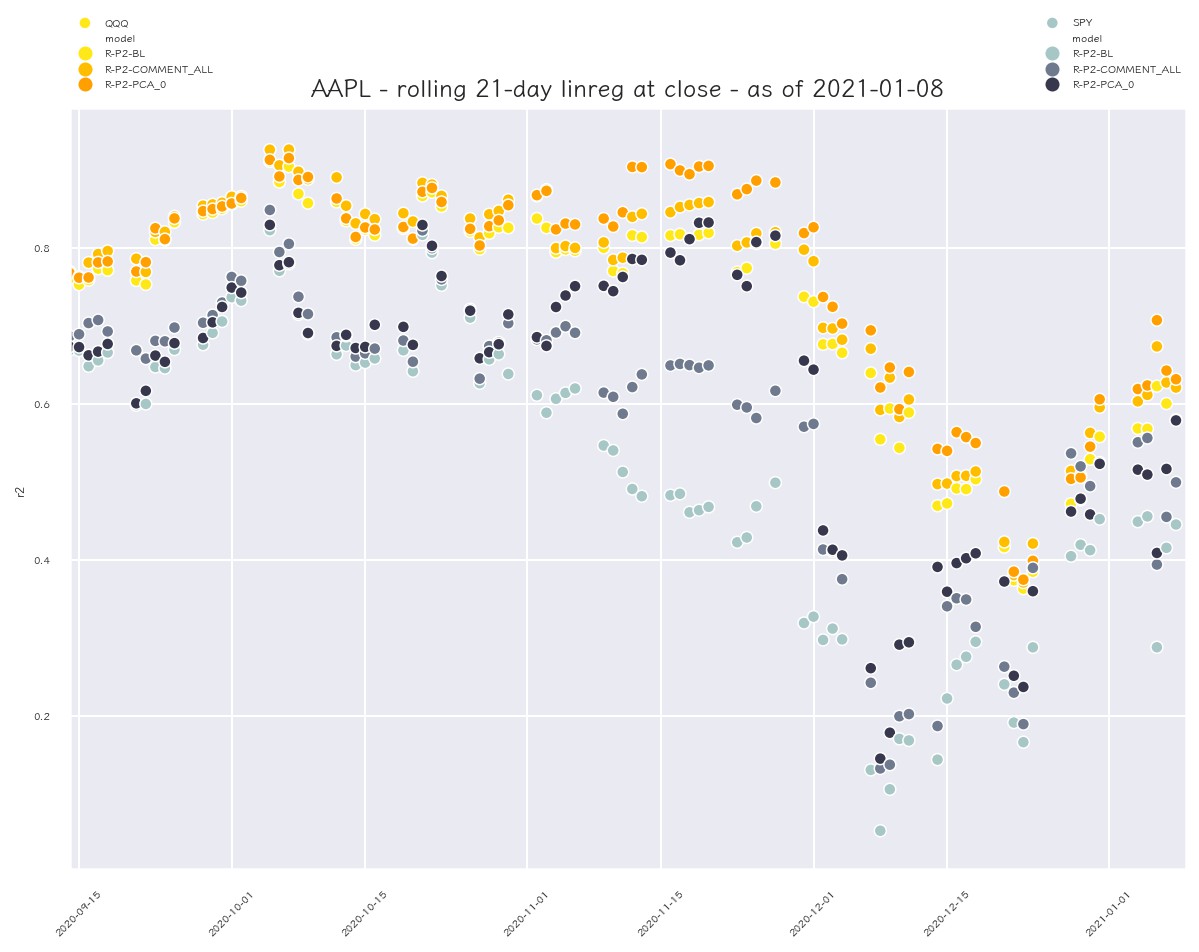 QQQ
model
R-P2-BL
R-P2-COMMENT_ALL
R-P2-PCA_0
SPY
model
R-P2-BL
R-P2-COMMENT_ALL
R-P2-PCA_0
AAPL - rolling 21-day linreg at close - as of 2021-01-08
r2
0.8
0.6
0.4
0.2
2020-09-15
2020-10-01
2020-10-15
2020-11-01
2020-11-15
2020-12-01
2020-12-15
2021-01-01